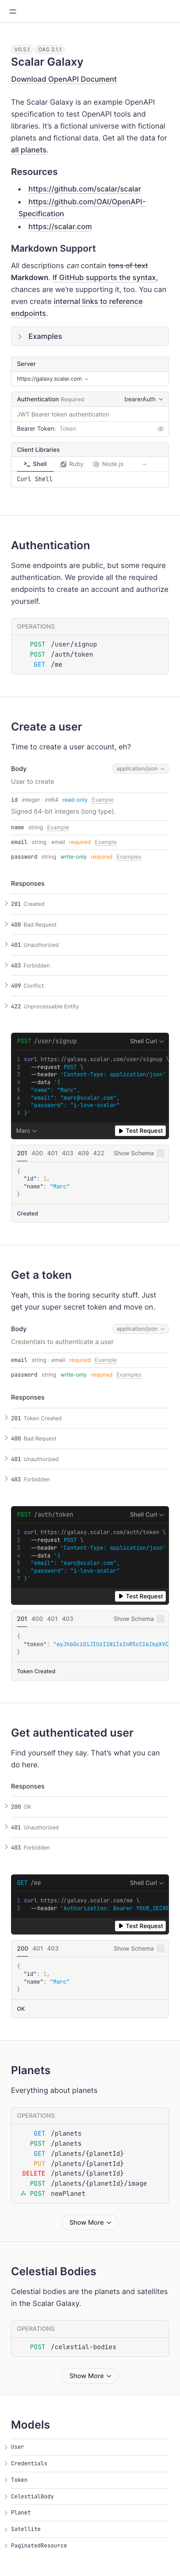 V0.5.1 OAS 3.1.1
Scalar Galaxy
Download OpenAPI Document
The Scalar Galaxy is an example OpenAPI
specification to test OpenAPI tools and
libraries. It's a fictional universe with fictional
planets and fictional data. Get all the data for
all planets.
Resources
https://github.com/scalar/scalar
https://github.com/OAI/OpenAPI-
Specification
https://scalar.com
Markdown Support
All descriptions can contain tons of text
Markdown. If GitHub supports the syntax,
chances are we're supporting it, too. You can
even create internal links to reference
endpoints.
Examples
Server
https://galaxy.scalar.com
Authentication Required bearerAuth
JWT Bearer token authentication
Bearer Token: Token
Client Libraries
Shell Ruby Node.js
Curl Shell
Authentication
Some endpoints are public, but some require
authentication. We provide all the required
endpoints to create an account and authorize
yourself.
OPERATIONS
POST /user/signup
POST /auth/token
GET /me
Create a user
Time to create a user account, eh?
Body application/json
User to create
id integer · int64 read-only Example
Signed 64-bit integers (long type).
name string Example
email string · email required Example
password string write-only required Examples
Responses
201 Created
400 Bad Request
401 Unauthorized
403 Forbidden
409 Conflict
422 Unprocessable Entity
POST /user/signup Shell Curl
1 curl https://galaxy.scalar.com/user/signup \
2 --request POST \
3 --header 'Content-Type: application/json'
4 --data '{
5 "name": "Marc",
6 "email": "marc@scalar.com",
7 "password": "i-love-scalar"
8 }'
Marc Test Request
201 400 401 403 409 422 Show Schema
{
"id": 1,
"name": "Marc"
}
Created
Get a token
Yeah, this is the boring security stuff. Just
get your super secret token and move on.
Body application/json
Credentials to authenticate a user
email string · email required Example
password string write-only required Examples
Responses
201 Token Created
400 Bad Request
401 Unauthorized
403 Forbidden
POST /auth/token Shell Curl
1 curl https://galaxy.scalar.com/auth/token \
2 --request POST \
3 --header 'Content-Type: application/json'
4 --data '{
5 "email": "marc@scalar.com",
6 "password": "i-love-scalar"
7 }'
Test Request
201 400 401 403 Show Schema
{
"token": "eyJhbGciOiJIUzI1NiIsInR5cCI6IkpXVC
}
Token Created
Get authenticated user
Find yourself they say. That's what you can
do here.
Responses
200 OK
401 Unauthorized
403 Forbidden
GET /me Shell Curl
1 curl https://galaxy.scalar.com/me \
2 --header 'Authorization: Bearer YOUR_SECRE
Test Request
200 401 403 Show Schema
{
"id": 1,
"name": "Marc"
}
OK
Planets
Everything about planets
OPERATIONS
GET /planets
POST /planets
GET /planets/{planetId}
PUT /planets/{planetId}
DELETE /planets/{planetId}
POST /planets/{planetId}/image
POST newPlanet
Show More
Celestial Bodies
Celestial bodies are the planets and satellites
in the Scalar Galaxy.
OPERATIONS
POST /celestial-bodies
Show More
Models
User
Credentials
Token
CelestialBody
Planet
Satellite
PaginatedResource